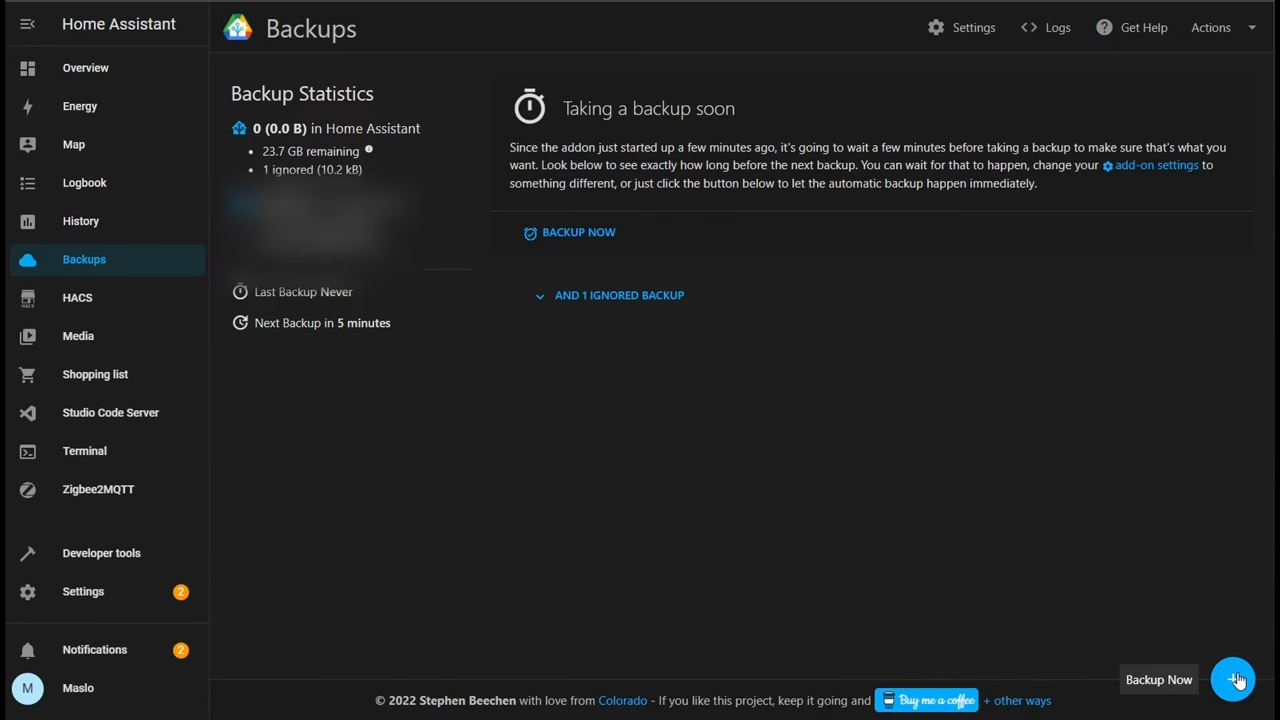 Home Assistant
Overview
Energy
Map
Logbook
History
Backups
HACS
HACS
Media
Shopping list
Studio Code Server
Terminal
Zigbee2MQTT
Developer tools
Settings 2
Notifications 2
M Maslo
Backups
Settings Logs Get Help Actions
Backup Statistics
0 (0.0 B) in Home Assistant
• 23.7 GB remaining
• 1 ignored (10.2 kB)
Last Backup Never
Next Backup in 5 minutes
Taking a backup soon
Since the addon just started up a few minutes ago, it's going to wait a few minutes before taking a backup to make sure that's what you
want. Look below to see exactly how long before the next backup. You can wait for that to happen, change your add-on settings to
something different, or just click the button below to let the automatic backup happen immediately.
BACKUP NOW
AND 1 IGNORED BACKUP
Backup Now
© 2022 Stephen Beechen with love from Colorado - If you like this project, keep it going and Buy me a coffee + other ways